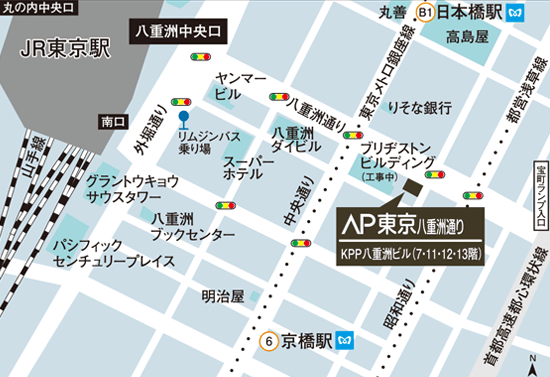 丸の内中央口
JR東京駅
八重洲中央口
丸善
B1
日本橋駅
高島屋
ヤンマー
ビル
外堀通り
八重洲通り
東京メトロ銀座線
都営浅草線
りそな銀行
南口
リムジンバス
乗り場
八重洲
ダイビル
ブリヂストン
ビルディング
(工事中)
山手線
スーパー
ホテル
グラントウキョウ
サウスタワー
中央通り
八重洲
ブックセンター
宝町ランプ入口
AP東京八重洲通り
KPP八重洲ビル(7・11・12・13階)
パシフィック
センチュリープレイス
明治屋
昭和通り
首都高速都心環状線
6
京橋駅
N